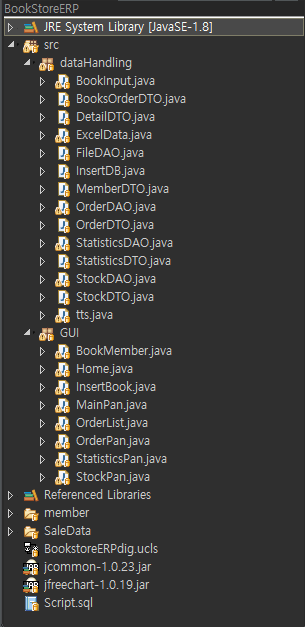 BookStoreERP
JRE System Library [JavaSE-1.8]
src
dataHandling
BookInput.java
BooksOrderDTO.java
DetailDTO.java
ExcelData.java
FileDAO.java
InsertDB.java
MemberDTO.java
OrderDAO.java
OrderDTO.java
StatisticsDAO.java
StatisticsDTO.java
StockDAO.java
StockDTO.java
tts.java
GUI
BookMember.java
Home.java
InsertBook.java
MainPan.java
OrderList.java
OrderPan.java
StatisticsPan.java
StockPan.java
Referenced Libraries
member
SaleData
BookstoreERPdig.ucls
jcommon-1.0.23.jar
jfreechart-1.0.19.jar
Script.sql